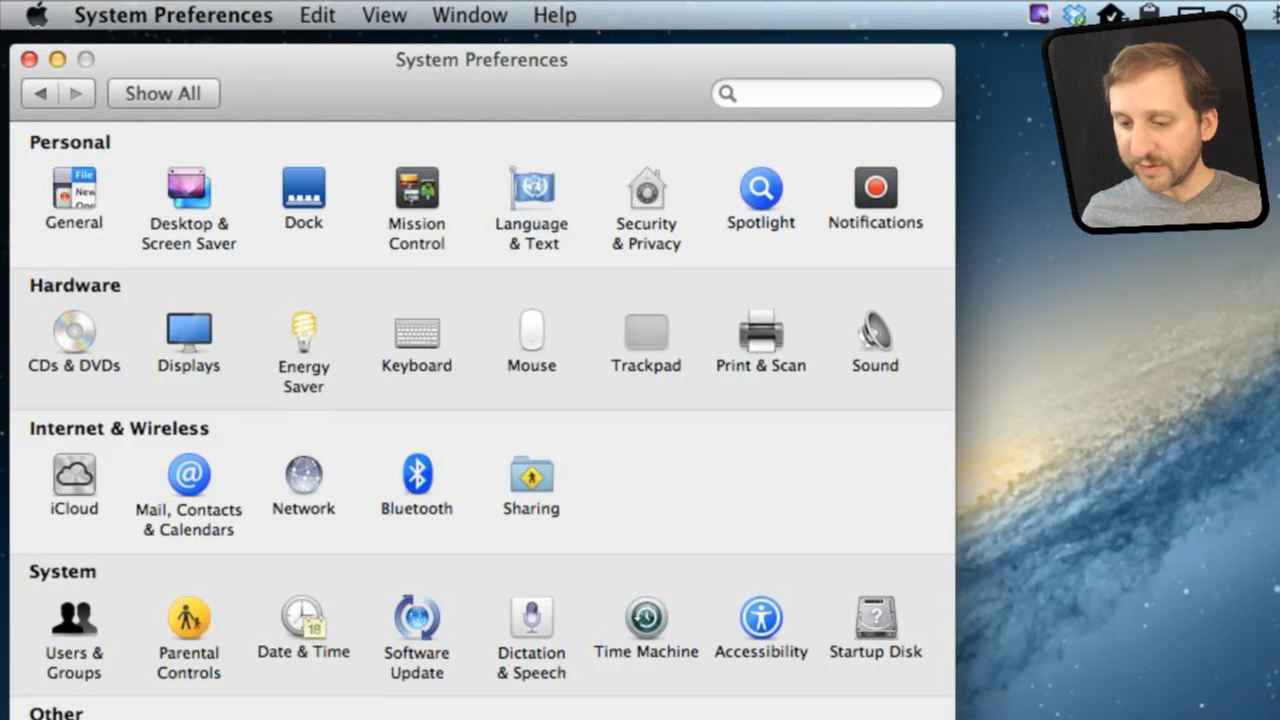 System Preferences Edit View Window Help
System Preferences
Show All
Personal
File
New
General
Desktop &
Screen Saver
Dock
Mission
Control
Language
& Text
Security
& Privacy
Spotlight
Notifications
Hardware
CDs & DVDs
Displays
Energy
Saver
Keyboard
Mouse
Trackpad
Print & Scan
Sound
Internet & Wireless
iCloud
@
Mail, Contacts
& Calendars
Network
Bluetooth
Sharing
System
Users &
Groups
Parental
Controls
18
Date & Time
Software
Update
Dictation
& Speech
Time Machine
Accessibility
?
Startup Disk
Other